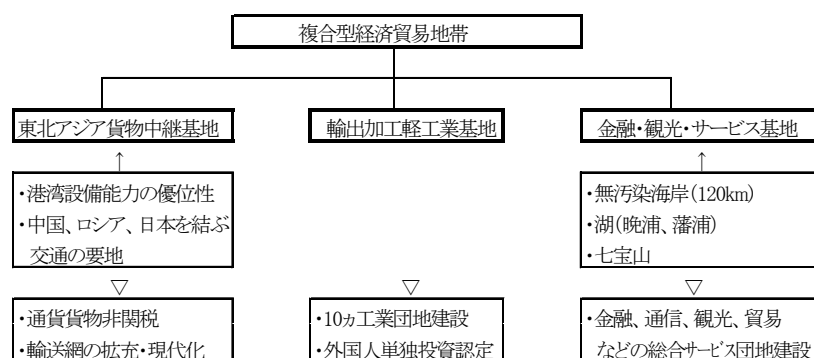 複合型経済貿易地帯
東北アジア貨物中継基地
輸出加工軽工業基地
金融・観光・サービス基地
↑
↑
・港湾設備能力の優位性
・中国、ロシア、日本を結ぶ
交通の要地
・無汚染海岸(120km)
・湖(晩浦、藩浦)
・七宝山
▽
▽
▽
・通貨貨物非関税
・輸送網の拡充・現代化
・10ヵ工業団地建設
・外国人単独投資認定
・金融、通信、観光、貿易
などの総合サービス団地建設